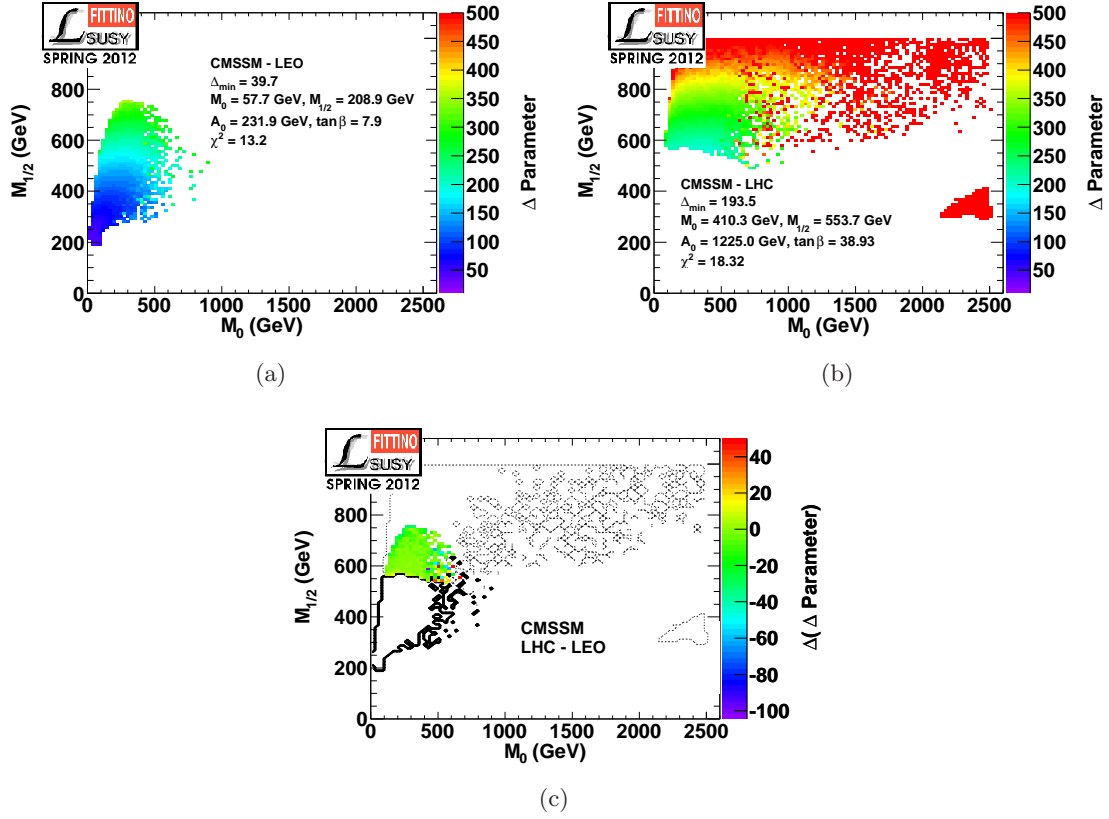 FITTINO
SUSY
SPRING 2012
CMSSM - LEO
Δmin = 39.7
M0 = 57.7 GeV, M1/2 = 208.9 GeV
A0 = 231.9 GeV, tan β = 7.9
χ2 = 13.2
M1/2 (GeV)
800
600
400
200
0
0 500 1000 1500 2000 2500
M0 (GeV)
500
450
400
350
300
250
200
150
100
50
Δ Parameter
(a)
FITTINO
SUSY
SPRING 2012
M1/2 (GeV)
800
600
400
200
0
CMSSM - LHC
Δmin = 193.5
M0 = 410.3 GeV, M1/2 = 553.7 GeV
A0 = 1225.0 GeV, tan β = 38.93
χ2 = 18.32
0 500 1000 1500 2000 2500
M0 (GeV)
500
450
400
350
300
250
200
150
100
50
Δ Parameter
(b)
FITTINO
SUSY
SPRING 2012
M1/2 (GeV)
800
600
400
200
0
CMSSM
LHC - LEO
0 500 1000 1500 2000 2500
M0 (GeV)
40
20
0
-20
-40
-60
-80
-100
Δ(Δ Parameter)
(c)